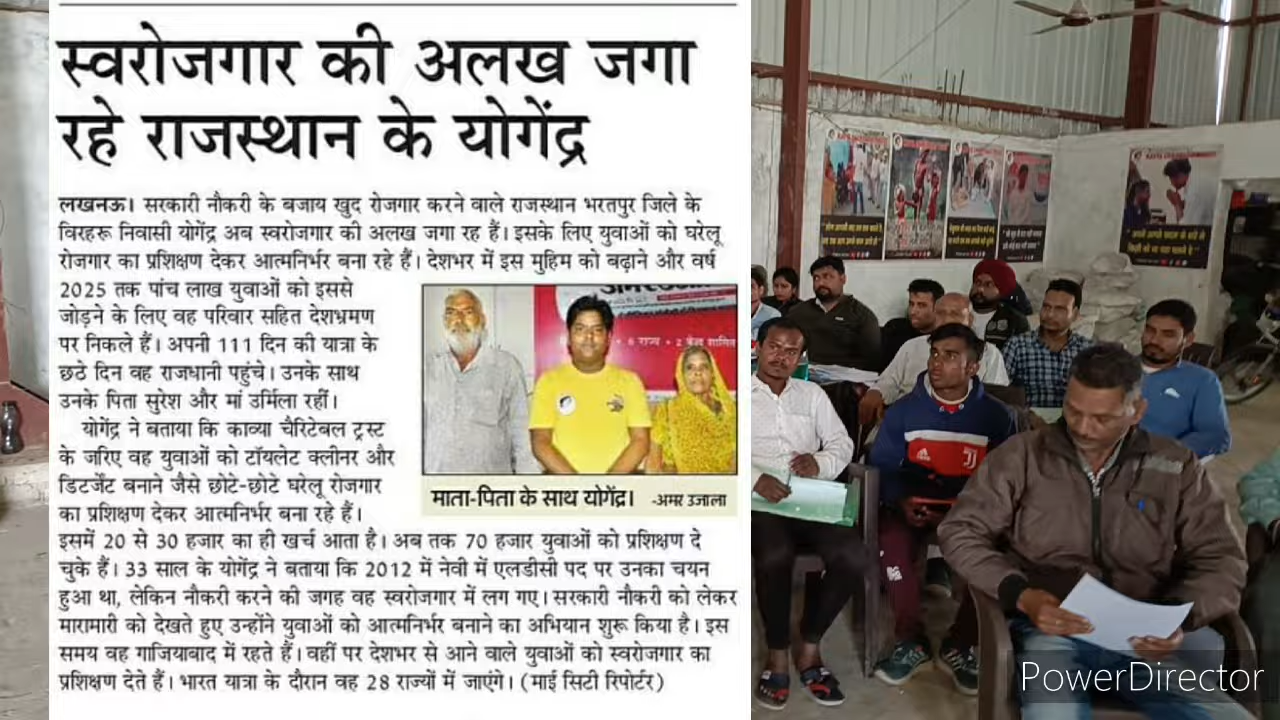 स्वरोजगार की अलख जगा
रहे राजस्थान के योगेंद्र
लखनऊ। सरकारी नौकरी के बजाय खुद रोजगार करने वाले राजस्थान भरतपुर जिले के
विरहरू निवासी योगेंद्र अब स्वरोजगार की अलख जगा रह हैं। इसके लिए युवाओं को घरेलू
रोजगार का प्रशिक्षण देकर आत्मनिर्भर बना रहे हैं। देशभर में इस मुहिम को बढ़ाने और वर्ष
2025 तक पांच लाख युवाओं को इससे
जोड़ने के लिए वह परिवार सहित देशभ्रमण
पर निकले हैं। अपनी 111 दिन की यात्रा के
छठे दिन वह राजधानी पहुंचे। उनके साथ
उनके पिता सुरेश और मां उर्मिला रहीं।
योगेंद्र ने बताया कि काव्या चैरिटेबल ट्रस्ट
के जरिए वह युवाओं को टॉयलेट क्लीनर और
डिटर्जेंट बनाने जैसे छोटे-छोटे घरेलू रोजगार
का प्रशिक्षण देकर आत्मनिर्भर बना रहे हैं।
इसमें 20 से 30 हजार का ही खर्च आता है। अब तक 70 हजार युवाओं को प्रशिक्षण दे
चुके हैं। 33 साल के योगेंद्र ने बताया कि 2012 में नेवी में एलडीसी पद पर उनका चयन
हुआ था, लेकिन नौकरी करने की जगह वह स्वरोजगार में लग गए। सरकारी नौकरी को लेकर
मारामारी को देखते हुए उन्होंने युवाओं को आत्मनिर्भर बनाने का अभियान शुरू किया है। इस
समय वह गाजियाबाद में रहते हैं। वहीं पर देशभर से आने वाले युवाओं को स्वरोजगार का
प्रशिक्षण देते हैं। भारत यात्रा के दौरान वह 28 राज्यों में जाएंगे। (माई सिटी रिपोर्टर)
माता-पिता के साथ योगेंद्र। -अमर उजाला
PowerDirector